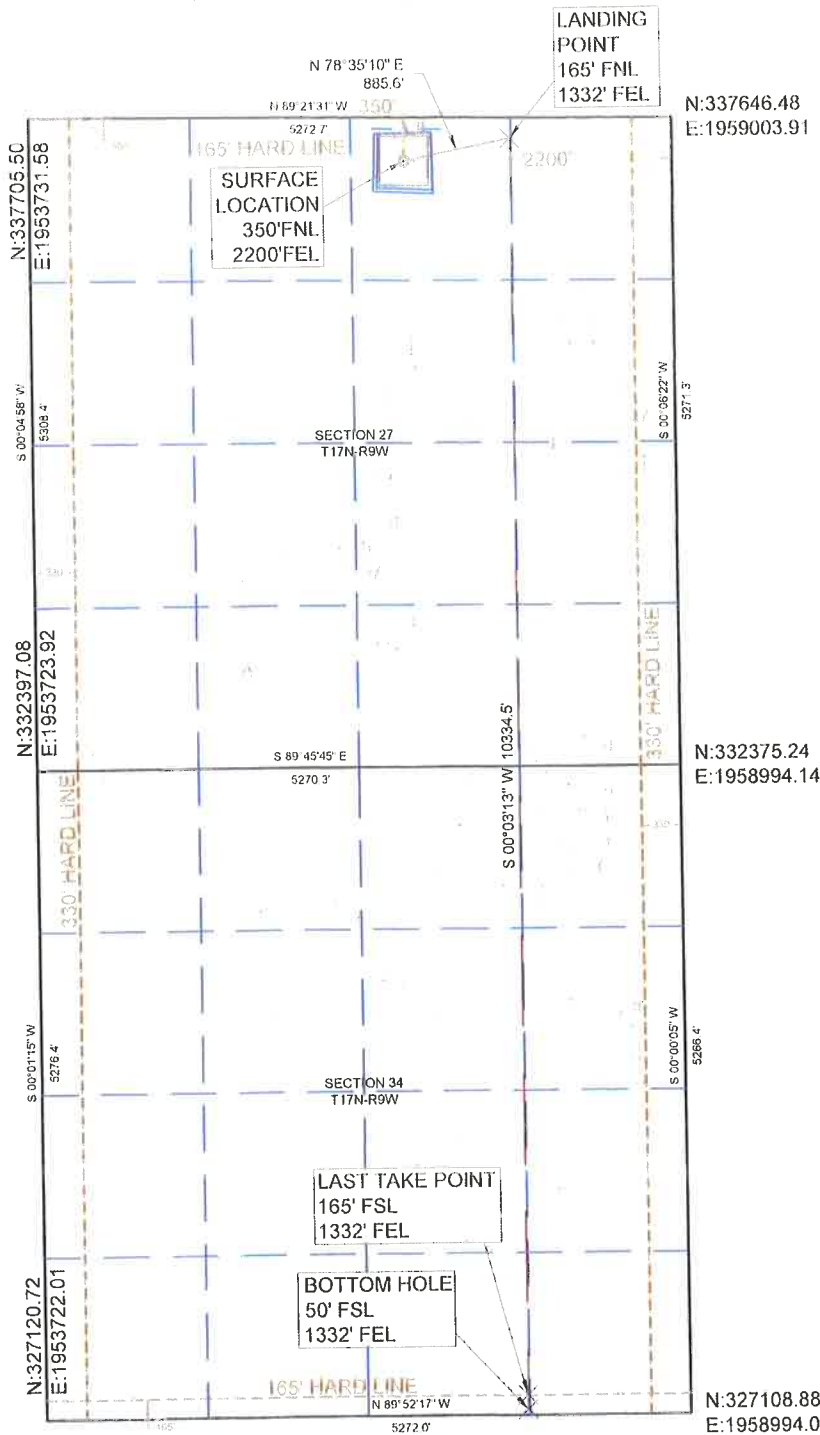 LANDING
POINT
165' FNL
1332' FEL
N 78°35'10" E
885.6'
N 89°21'31" W
350'
5272.7'
N:337646.48
E:1959003.91
N:337705.50
E:1953731.58
165' HARD LINE
2200'
SURFACE
LOCATION
350'FNL
2200'FEL
S 00°04'58" W
5308.4'
S 00°06'22" W
5271.3'
SECTION 27
T17N-R9W
330
N:332397.08
E:1953723.92
330' HARD LINE
S 89°45'45" E
5270.3'
N:332375.24
E:1958994.14
S 00°03'13" W 10334.5'
330' HARD LINE
330
S 00°01'15" W
5276.4'
S 00°00'05" W
5266.4'
SECTION 34
T17N-R9W
LAST TAKE POINT
165' FSL
1332' FEL
BOTTOM HOLE
50' FSL
1332' FEL
N:327120.72
E:1953722.01
165' HARD LINE
N 89°52'17" W
165
5272.0'
N:327108.88
E:1958994.0